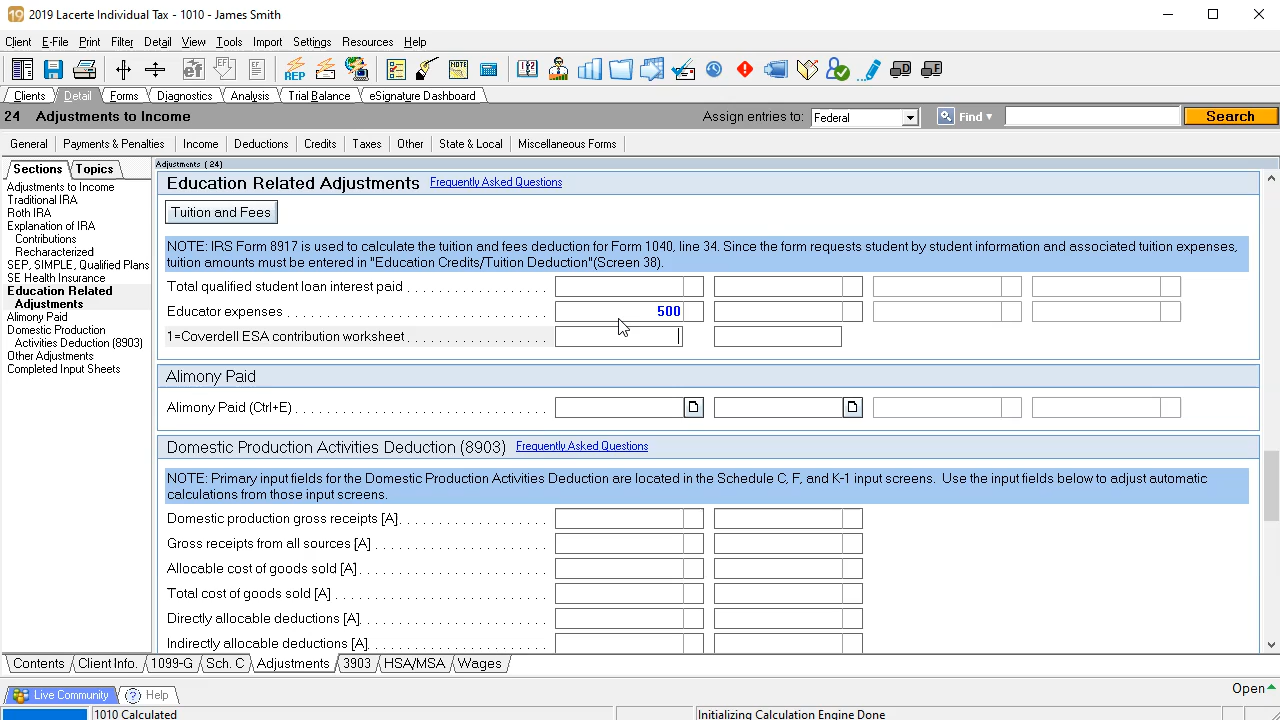 19 2019 Lacerte Individual Tax - 1010 - James Smith
Client E-File Print Filter Detail View Tools Import Settings Resources Help
Clients Detail Forms Diagnostics Analysis Trial Balance eSignature Dashboard
24 Adjustments to Income Assign entries to: Federal Find Search
General Payments & Penalties Income Deductions Credits Taxes Other State & Local Miscellaneous Forms
Sections Topics
Adjustments to Income
Traditional IRA
Roth IRA
Explanation of IRA
Contributions
Recharacterized
SEP, SIMPLE, Qualified Plans
SE Health Insurance
Education Related
Adjustments
Alimony Paid
Domestic Production
Activities Deduction (8903)
Other Adjustments
Completed Input Sheets
Adjustments (24)
Education Related Adjustments Frequently Asked Questions
Tuition and Fees
NOTE: IRS Form 8917 is used to calculate the tuition and fees deduction for Form 1040, line 34. Since the form requests student by student information and associated tuition expenses,
tuition amounts must be entered in "Education Credits/Tuition Deduction"(Screen 38).
Total qualified student loan interest paid
Educator expenses 500
1=Coverdell ESA contribution worksheet
Alimony Paid
Alimony Paid (Ctrl+E)
Domestic Production Activities Deduction (8903) Frequently Asked Questions
NOTE: Primary input fields for the Domestic Production Activities Deduction are located in the Schedule C, F, and K-1 input screens. Use the input fields below to adjust automatic
calculations from those input screens.
Domestic production gross receipts [A]
Gross receipts from all sources [A]
Allocable cost of goods sold [A]
Total cost of goods sold [A]
Directly allocable deductions [A]
Indirectly allocable deductions [A]
Contents Client Info. 1099-G Sch. C Adjustments 3903 HSA/MSA Wages
Live Community Help Open
1010 Calculated Initializing Calculation Engine Done